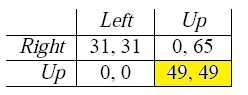 Left Up
Right 31, 31 0, 65
Up 0, 0 49, 49